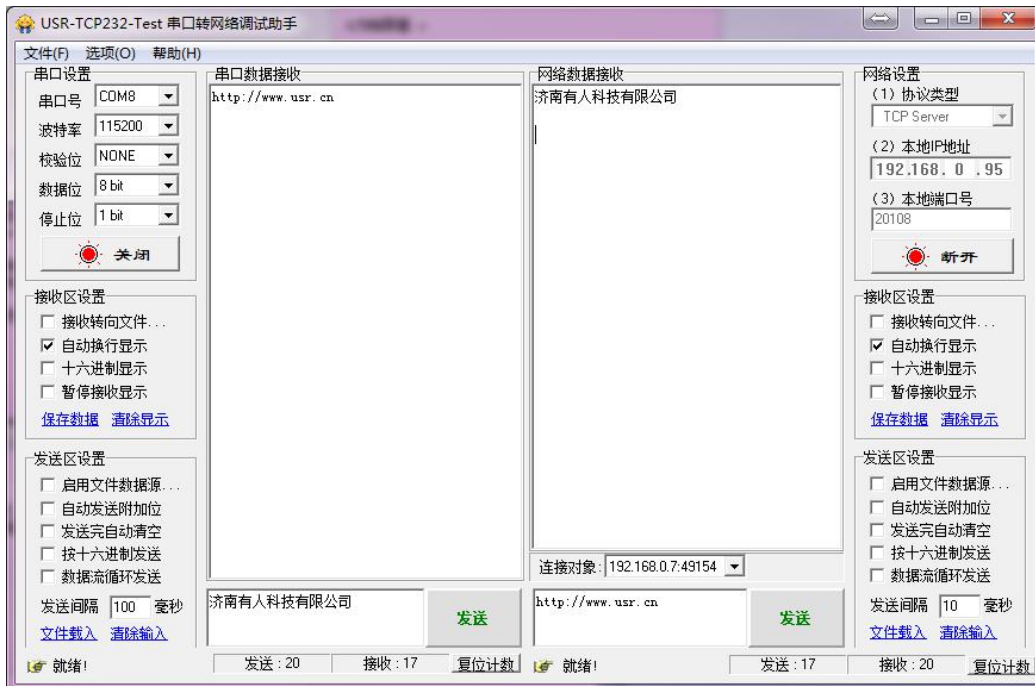 USR-TCP232-Test 串口转网络调试助手
文件(F) 选项(O) 帮助(H)
串口设置
串口号 COM8
波特率 115200
校验位 NONE
数据位 8 bit
停止位 1 bit
关闭
接收区设置
接收转向文件...
自动换行显示
十六进制显示
暂停接收显示
保存数据 清除显示
发送区设置
启用文件数据源...
自动发送附加位
发送完自动清空
按十六进制发送
数据流循环发送
发送间隔 100 毫秒
文件载入 清除输入
串口数据接收
http://www.usr.cn
济南有人科技有限公司
发送
网络数据接收
济南有人科技有限公司
连接对象: 192.168.0.7:49154
http://www.usr.cn
发送
网络设置
(1) 协议类型
TCP Server
(2) 本地IP地址
192.168. 0 .95
(3) 本地端口号
20108
断开
接收区设置
接收转向文件...
自动换行显示
十六进制显示
暂停接收显示
保存数据 清除显示
发送区设置
启用文件数据源...
自动发送附加位
发送完自动清空
按十六进制发送
数据流循环发送
发送间隔 10 毫秒
文件载入 清除输入
就绪! 发送:20 接收:17 复位计数 就绪! 发送:17 接收:20 复位计数